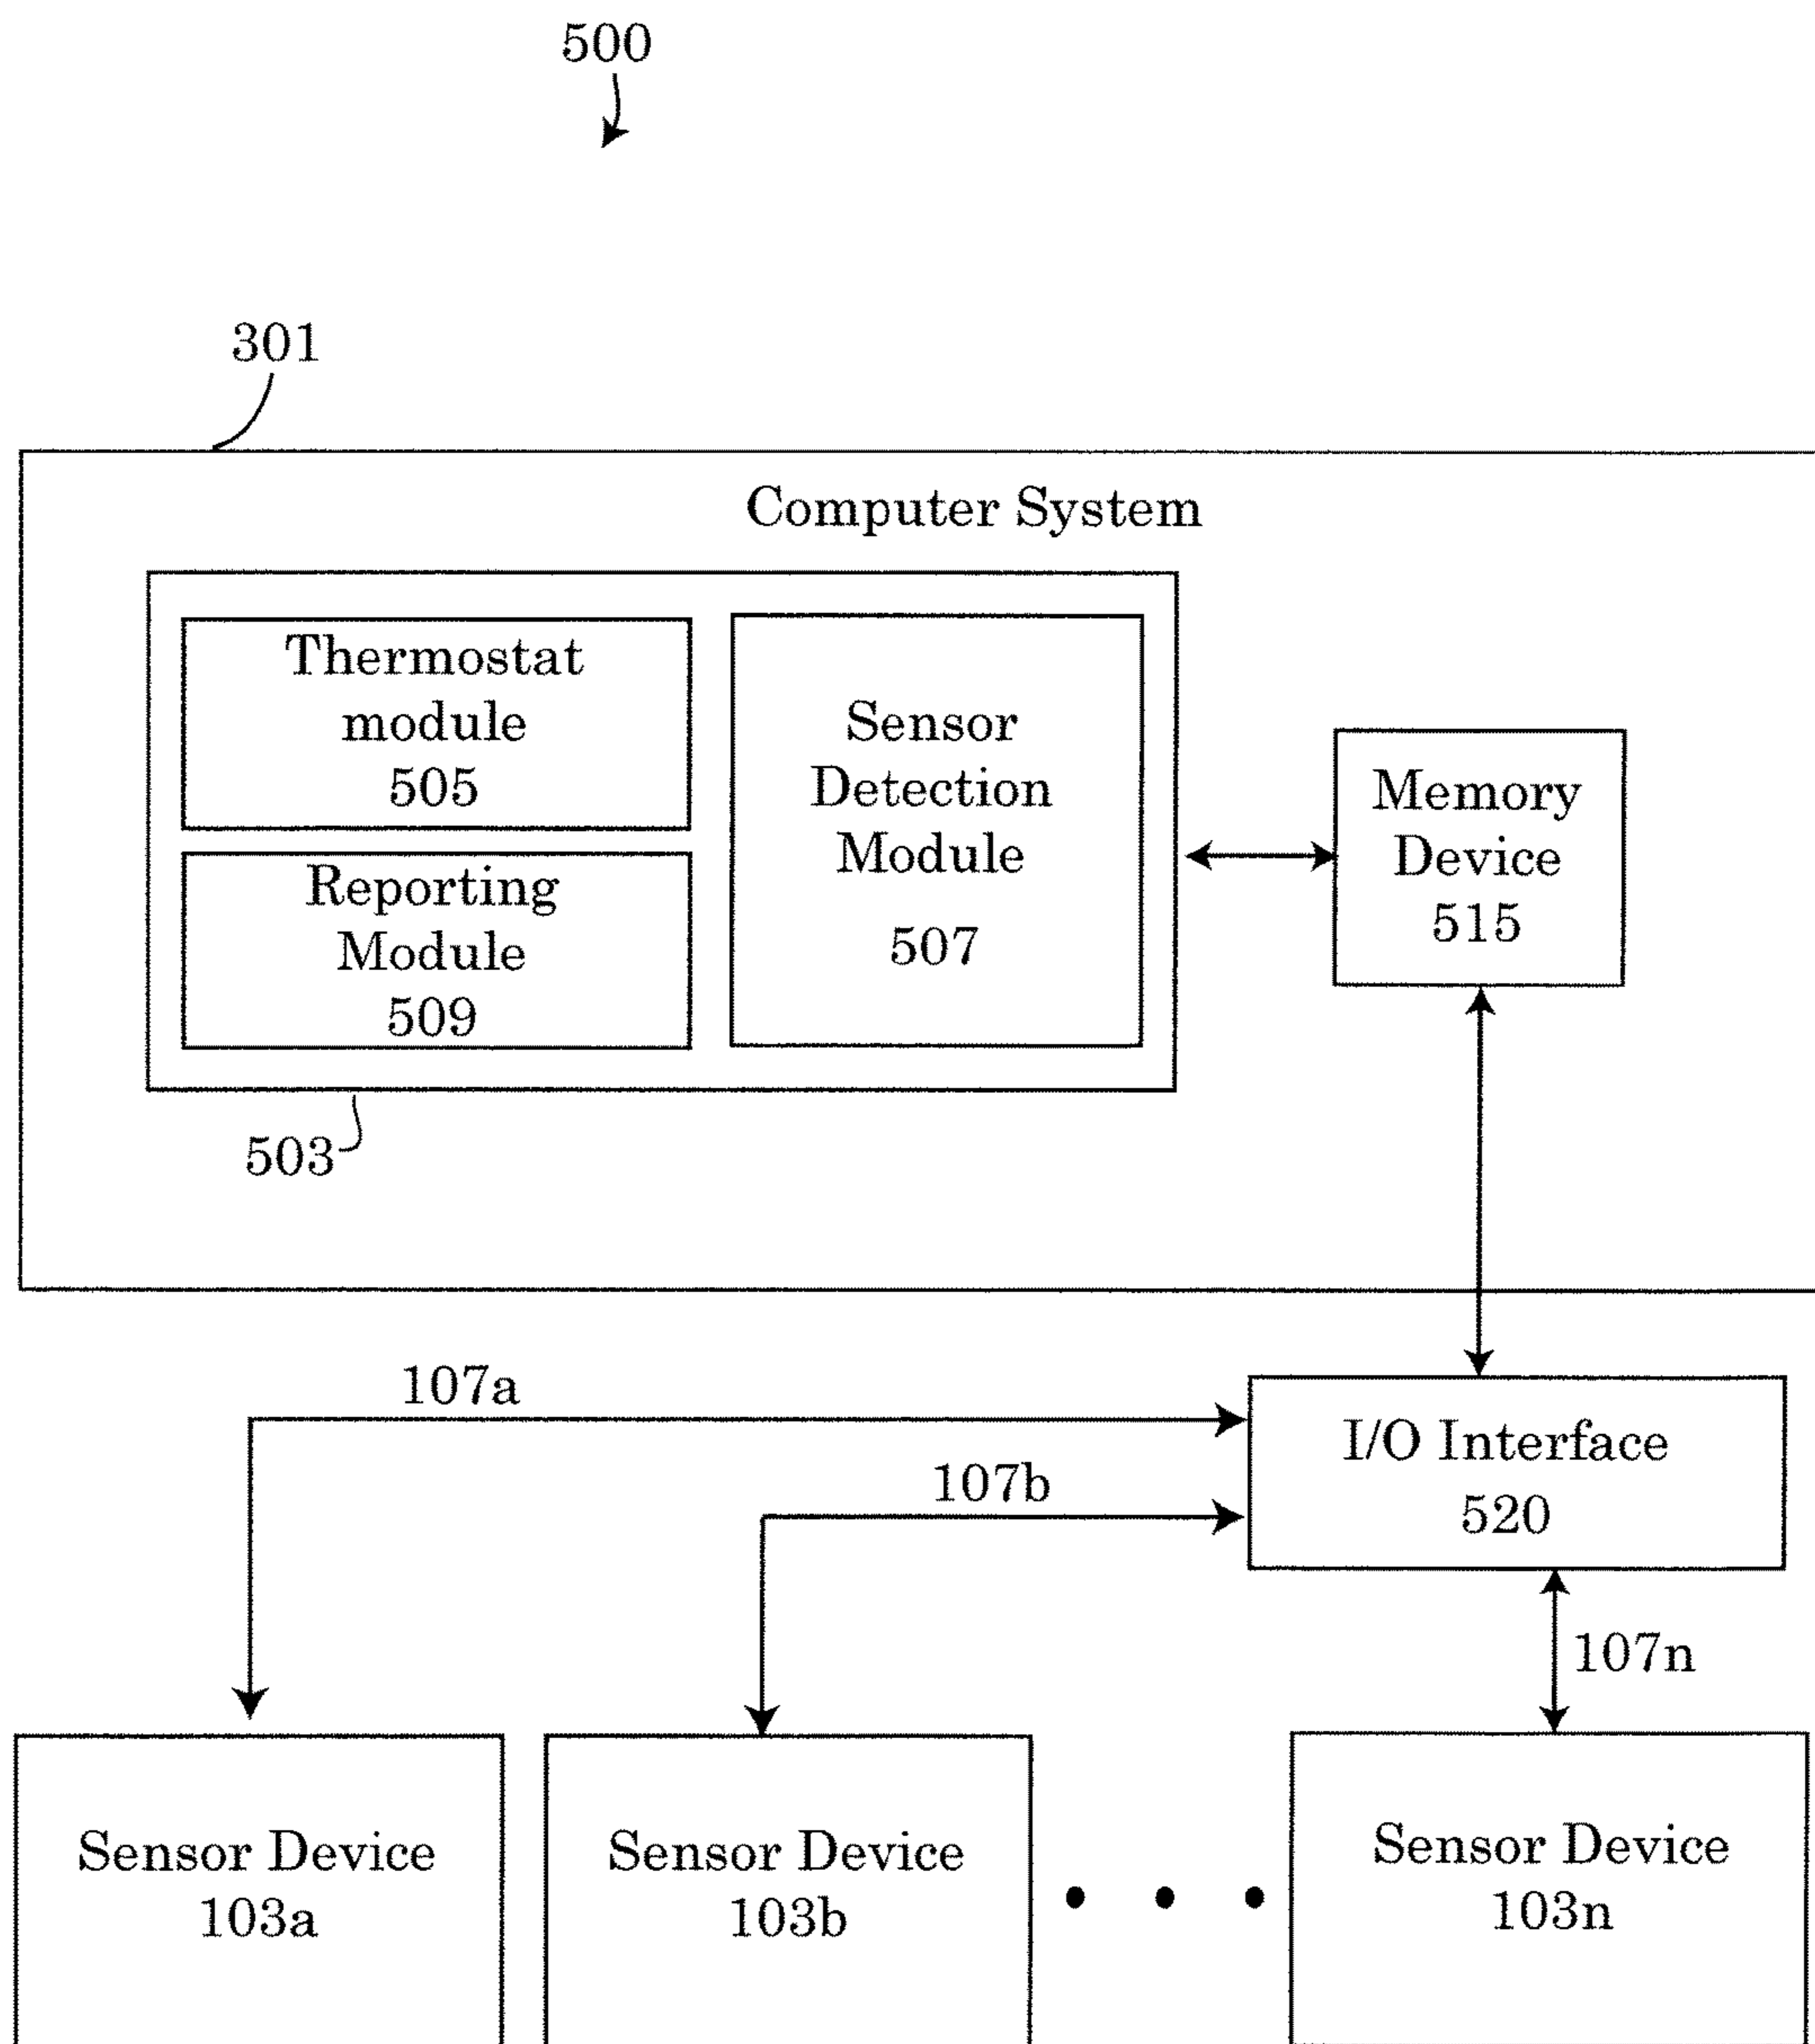 500
301
Computer System
Thermostat
module
505
Reporting
Module
509
Sensor
Detection
Module
507
Memory
Device
515
503
107a
107b
I/O Interface
520
107n
Sensor Device
103a
Sensor Device
103b
Sensor Device
103n